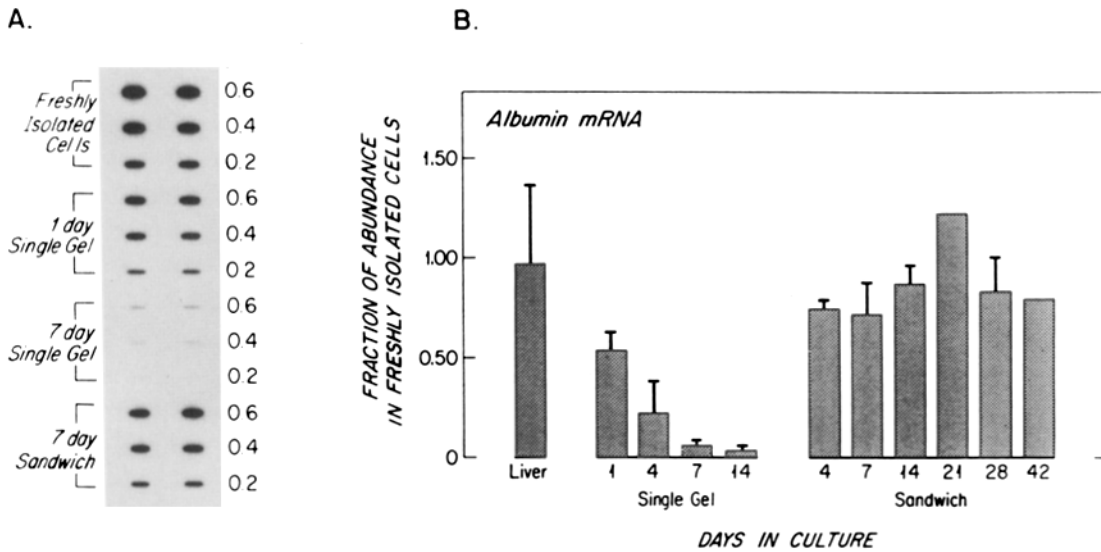 A.
Freshly
Isolated
Cells
0.6
0.4
0.2
1 day
Single Gel
0.6
0.4
0.2
7 day
Single Gel
0.6
0.4
0.2
7 day
Sandwich
0.6
0.4
0.2
B.
Albumin mRNA
FRACTION OF ABUNDANCE
IN FRESHLY ISOLATED CELLS
1.50
1.00
0.50
0
Liver
1 4 7 14
Single Gel
4 7 14 21 28 42
Sandwich
DAYS IN CULTURE